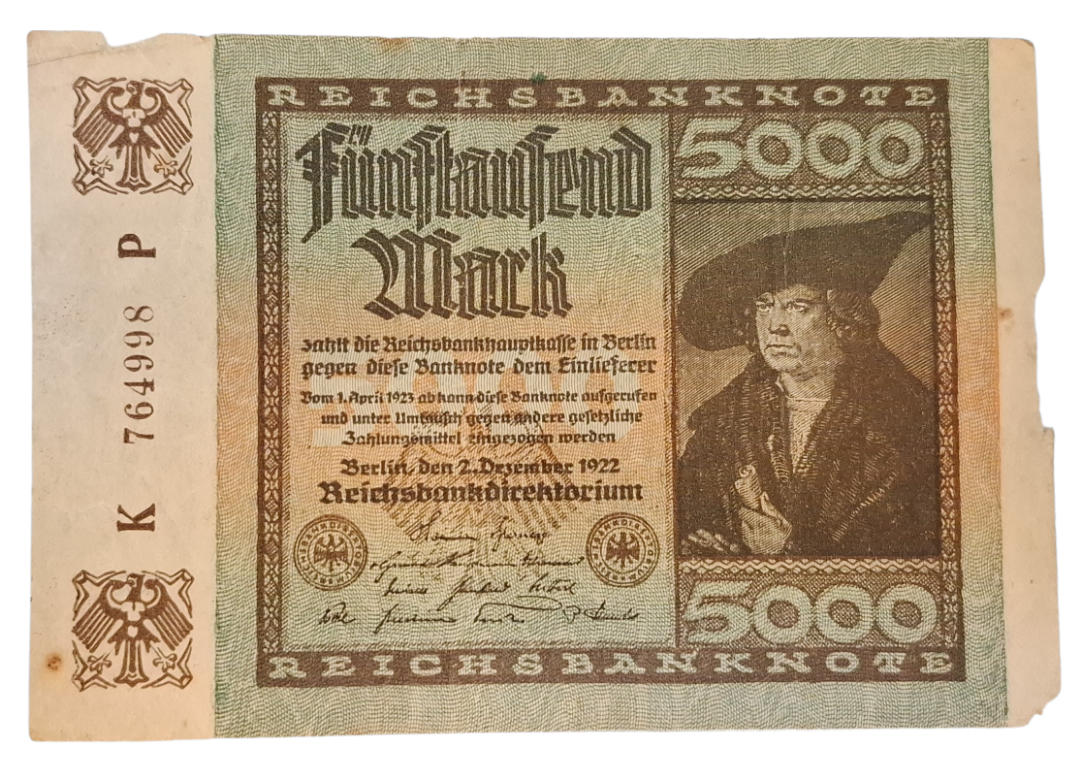 REICHSBANKNOTE
Fünftausend
Mark
5000
zahlt die Reichsbankhauptkasse in Berlin
gegen diese Banknote dem Einlieferer
Vom 1. April 1923 ab kann diese Banknote aufgerufen
und unter Umtausch gegen andere gesetzliche
Zahlungsmittel eingezogen werden
Berlin, den 2. Dezember 1922
Reichsbankdirektorium
5000
REICHSBANKNOTE
K 764998 P
5000